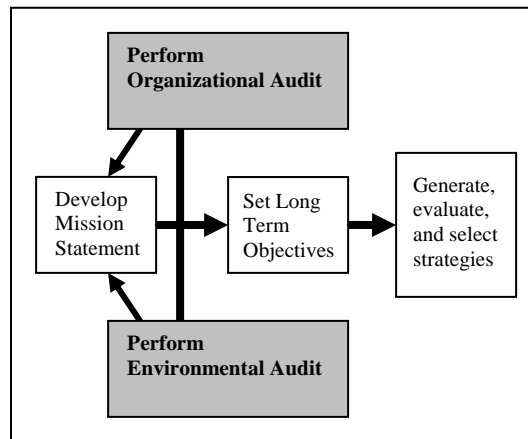 Perform
Organizational Audit
Develop
Mission
Statement
Set Long
Term
Objectives
Generate,
evaluate,
and select
strategies
Perform
Environmental Audit